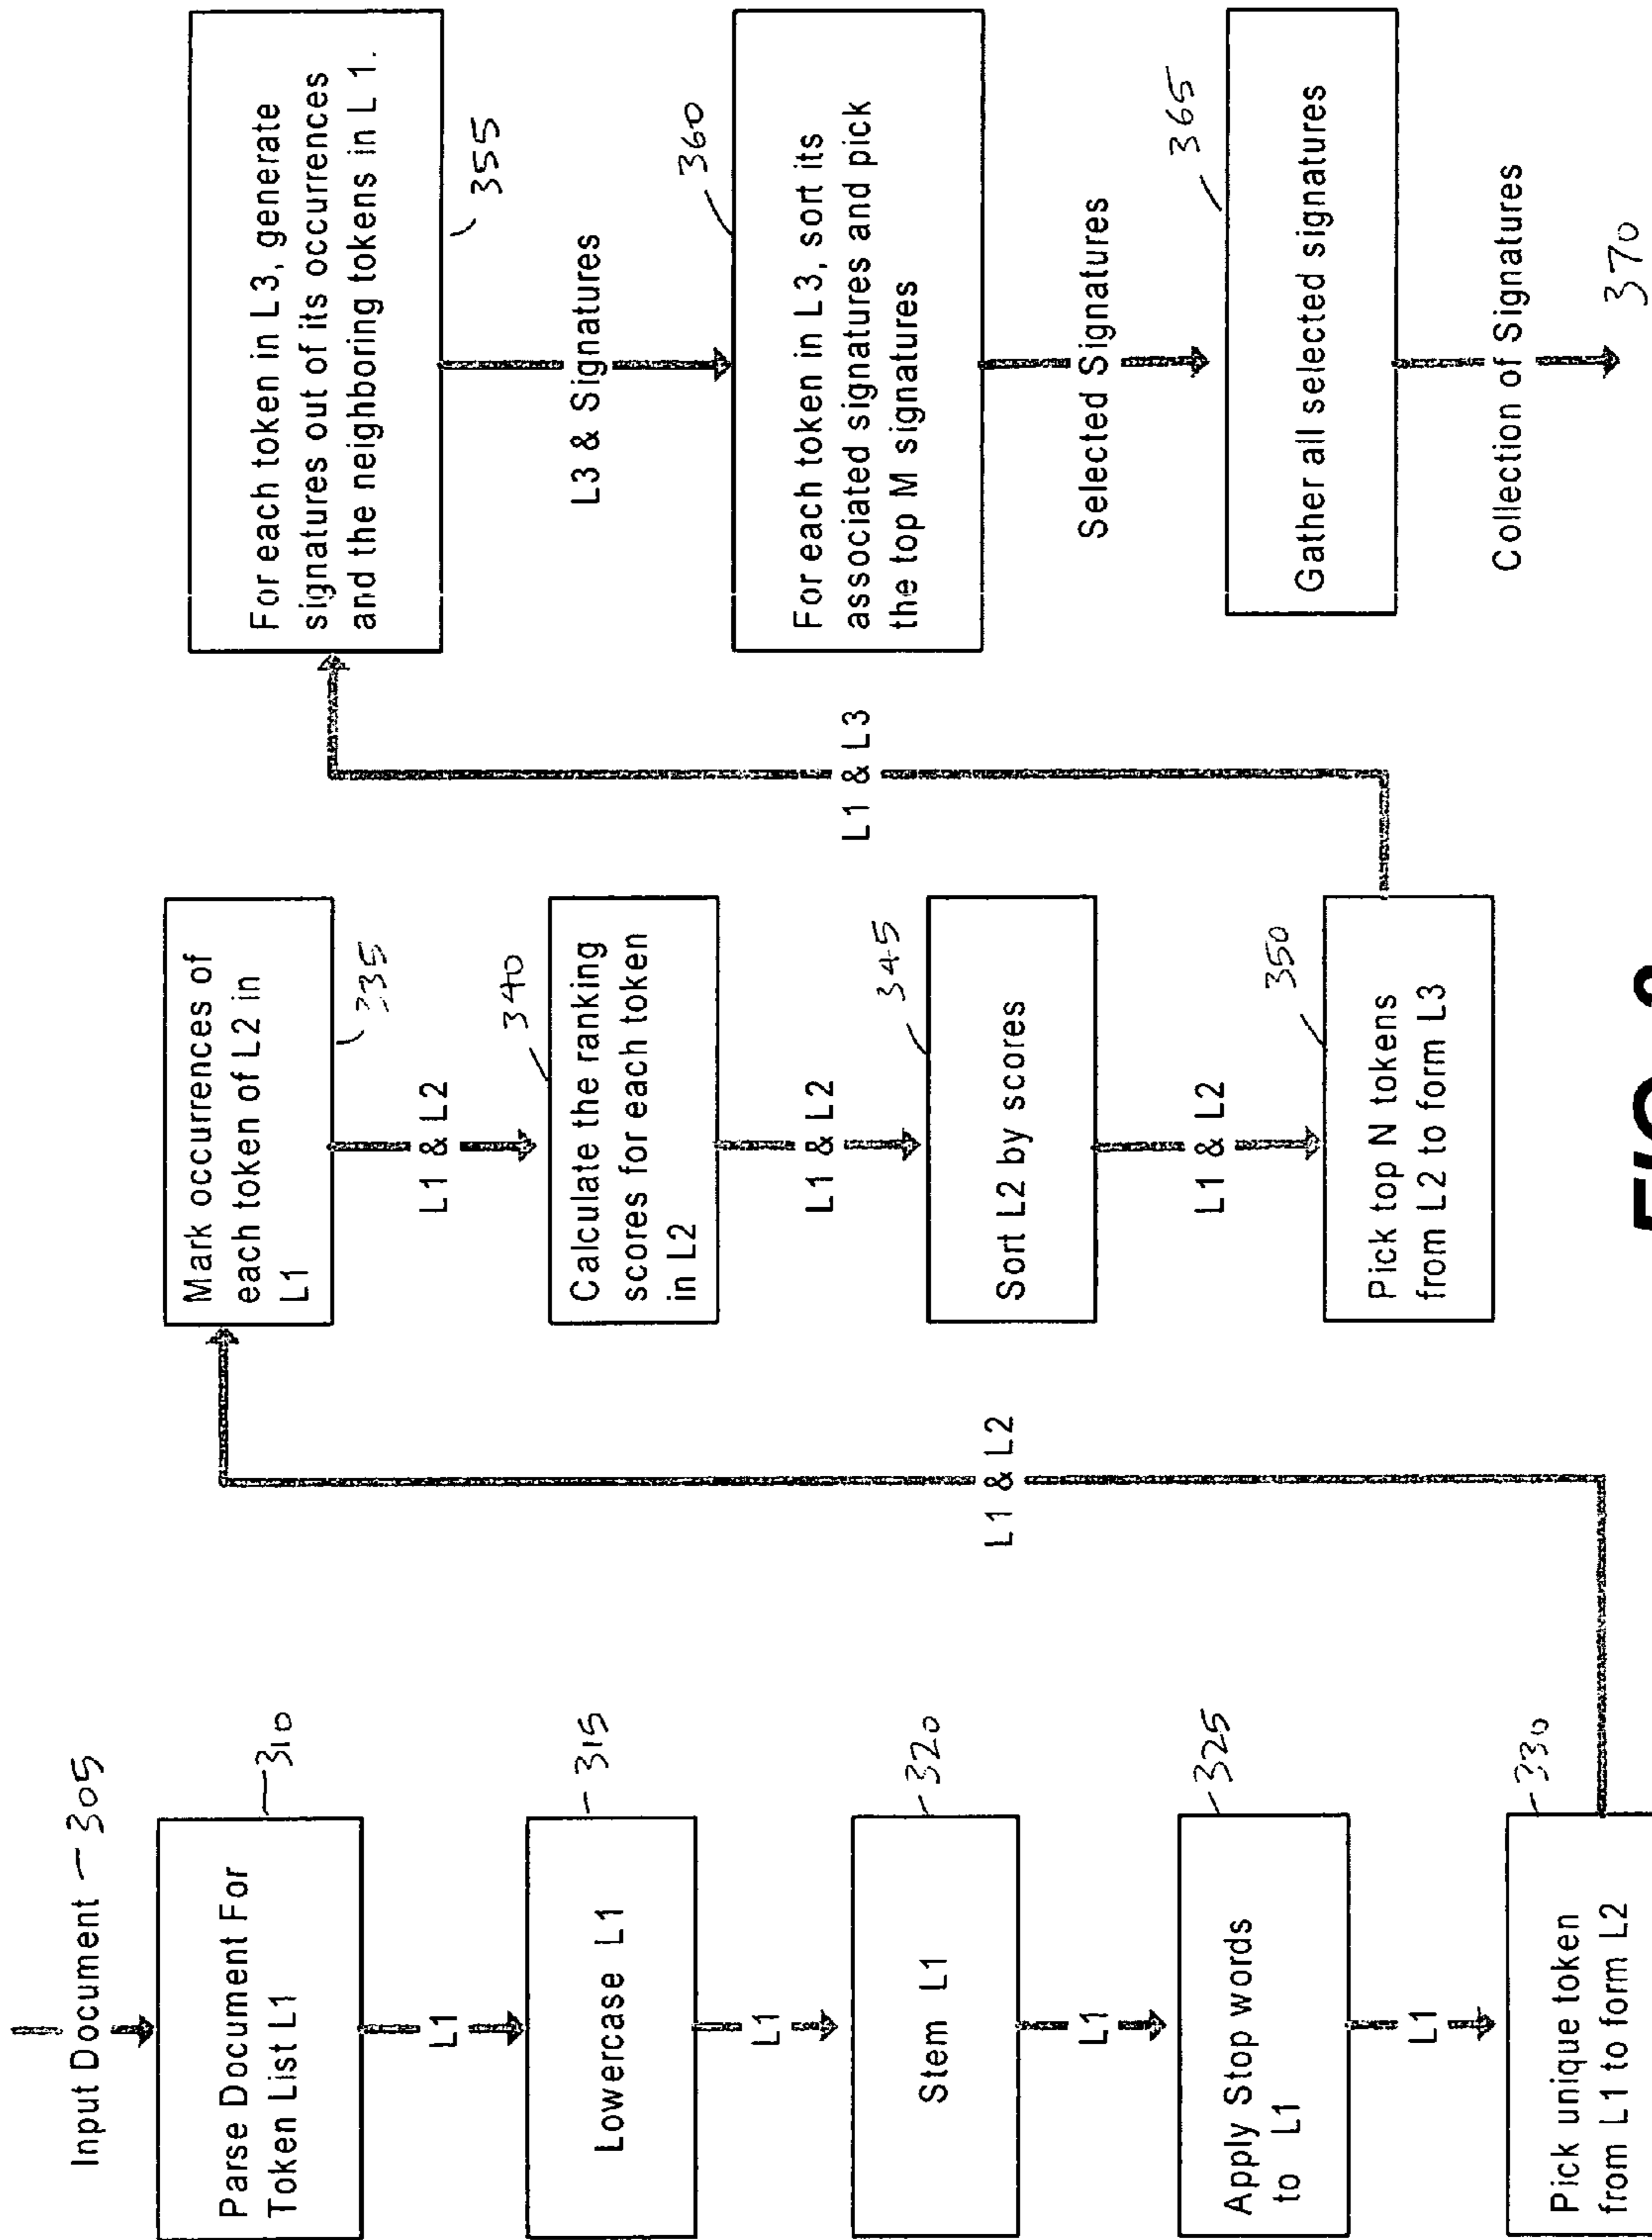 Input Document 305
Parse Document For
Token List L1
310
L1
Lowercase L1
315
L1
Stem L1
320
L1
Apply Stop words
to L1
325
L1
Pick unique token
from L1 to form L2
330
L1 & L2
Mark occurrences of
each token of L2 in
L1
335
L1 & L2
Calculate the ranking
scores for each token
in L2
340
L1 & L2
Sort L2 by scores
345
L1 & L2
Pick top N tokens
from L2 to form L3
350
L1 & L3
For each token in L3, generate
signatures out of its occurrences
and the neighboring tokens in L 1.
355
L3 & Signatures
For each token in L3, sort its
associated signatures and pick
the top M signatures
360
Selected Signatures
Gather all selected signatures
365
Collection of Signatures
370